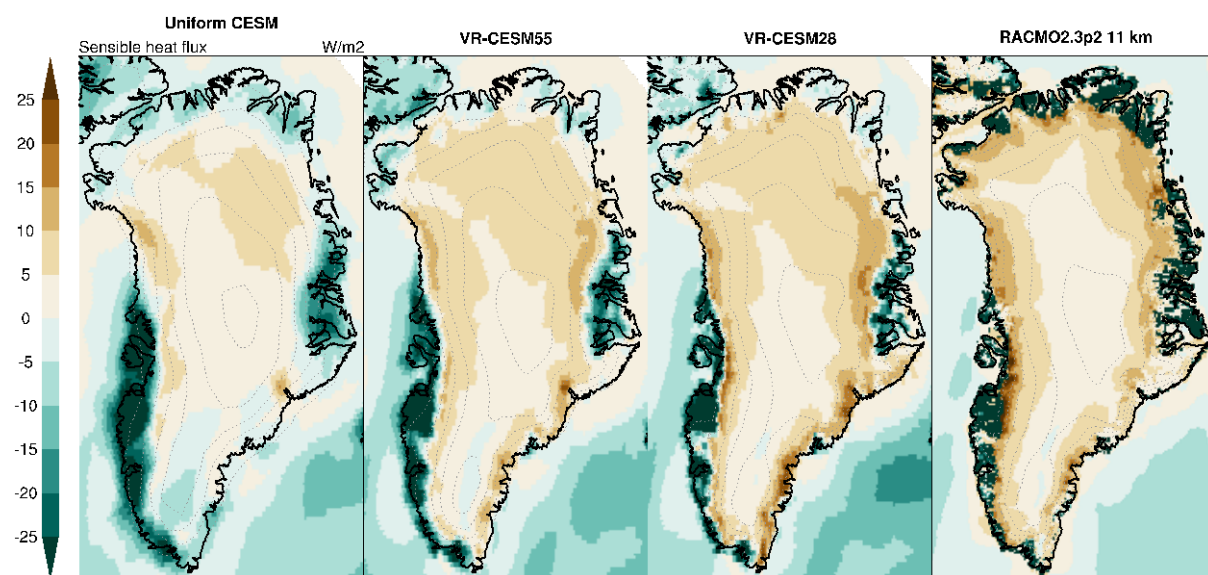 Uniform CESM
VR-CESM55
VR-CESM28
RACMO2.3p2 11 km
Sensible heat flux
W/m2
25
20
15
10
5
0
-5
-10
-15
-20
-25